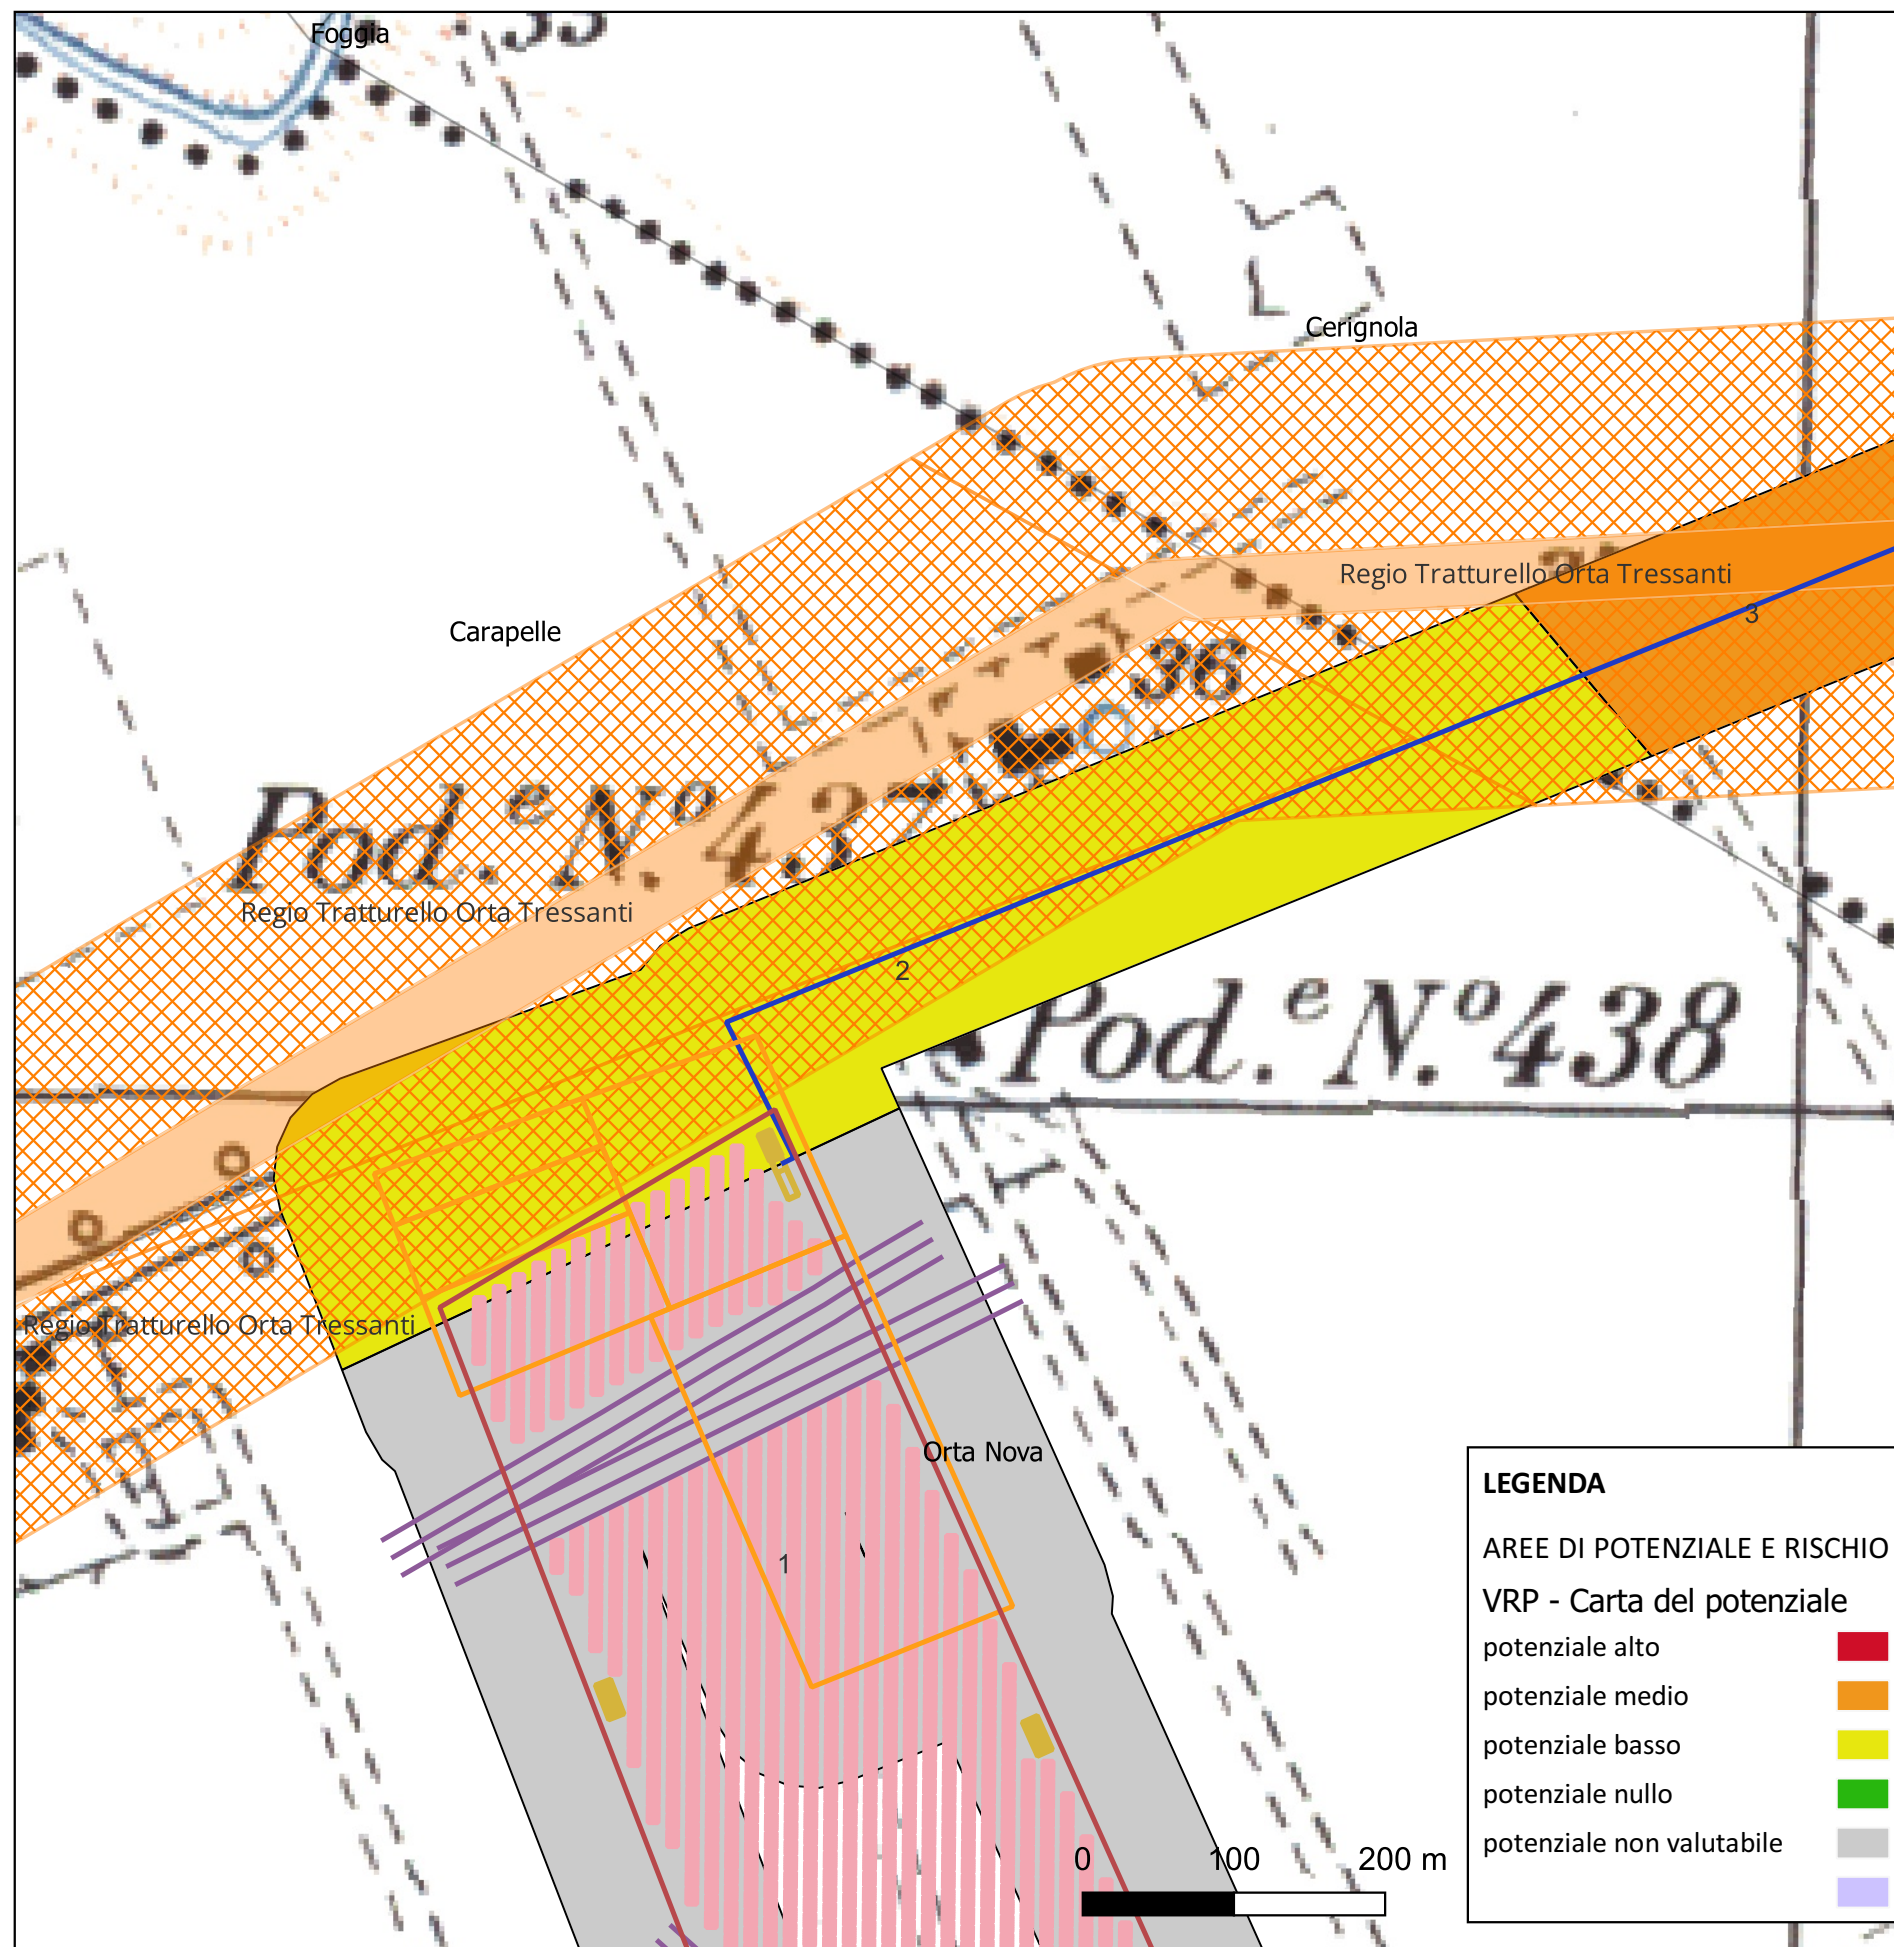 Foggia
Cerignola
Regio Tratturello Orta Tressanti
3
Carapelle
36
Pod.e N.o 437
Regio Tratturello Orta Tressanti
2
Pod.e N.o 438
Regio Tratturello Orta Tressanti
Orta Nova
1
0 100 200 m
LEGENDA
AREE DI POTENZIALE E RISCHIO
VRP - Carta del potenziale
potenziale alto
potenziale medio
potenziale basso
potenziale nullo
potenziale non valutabile